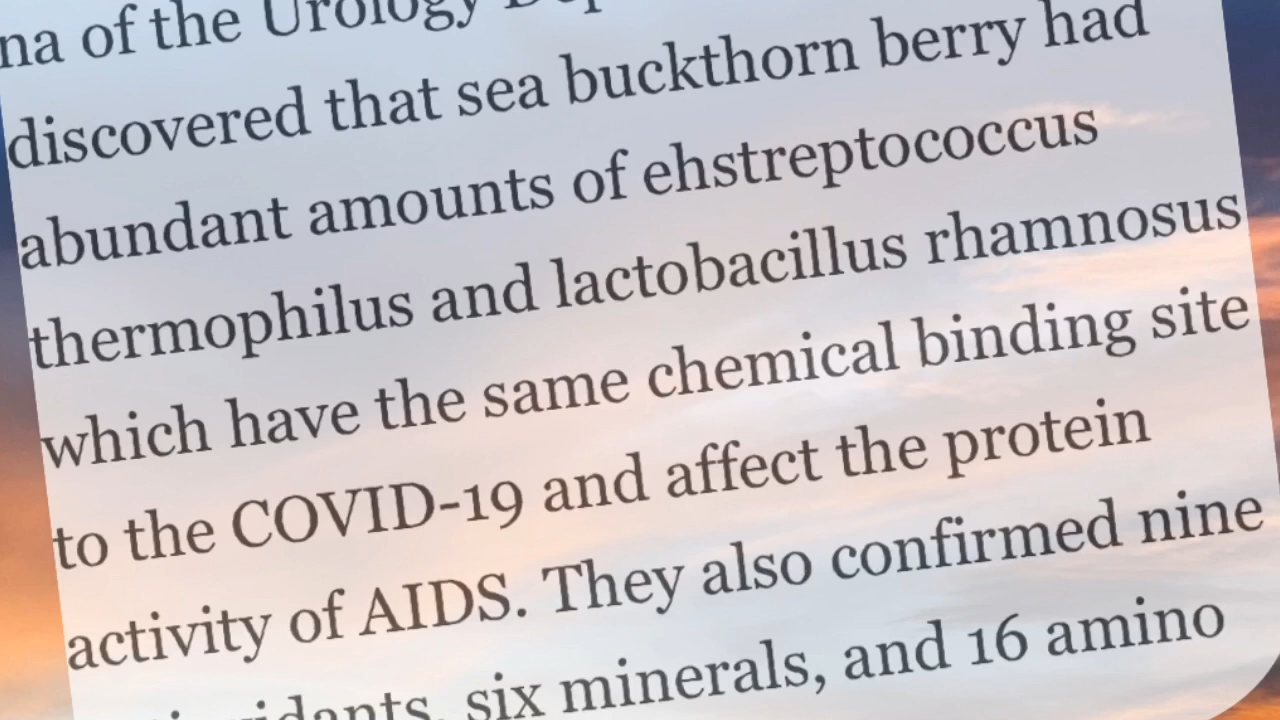 na of the Urology
discovered that sea buckthorn berry had
abundant amounts of ehstreptococcus
thermophilus and lactobacillus rhamnosus
which have the same chemical binding site
to the COVID-19 and affect the protein
activity of AIDS. They also confirmed nine
six minerals, and 16 amino